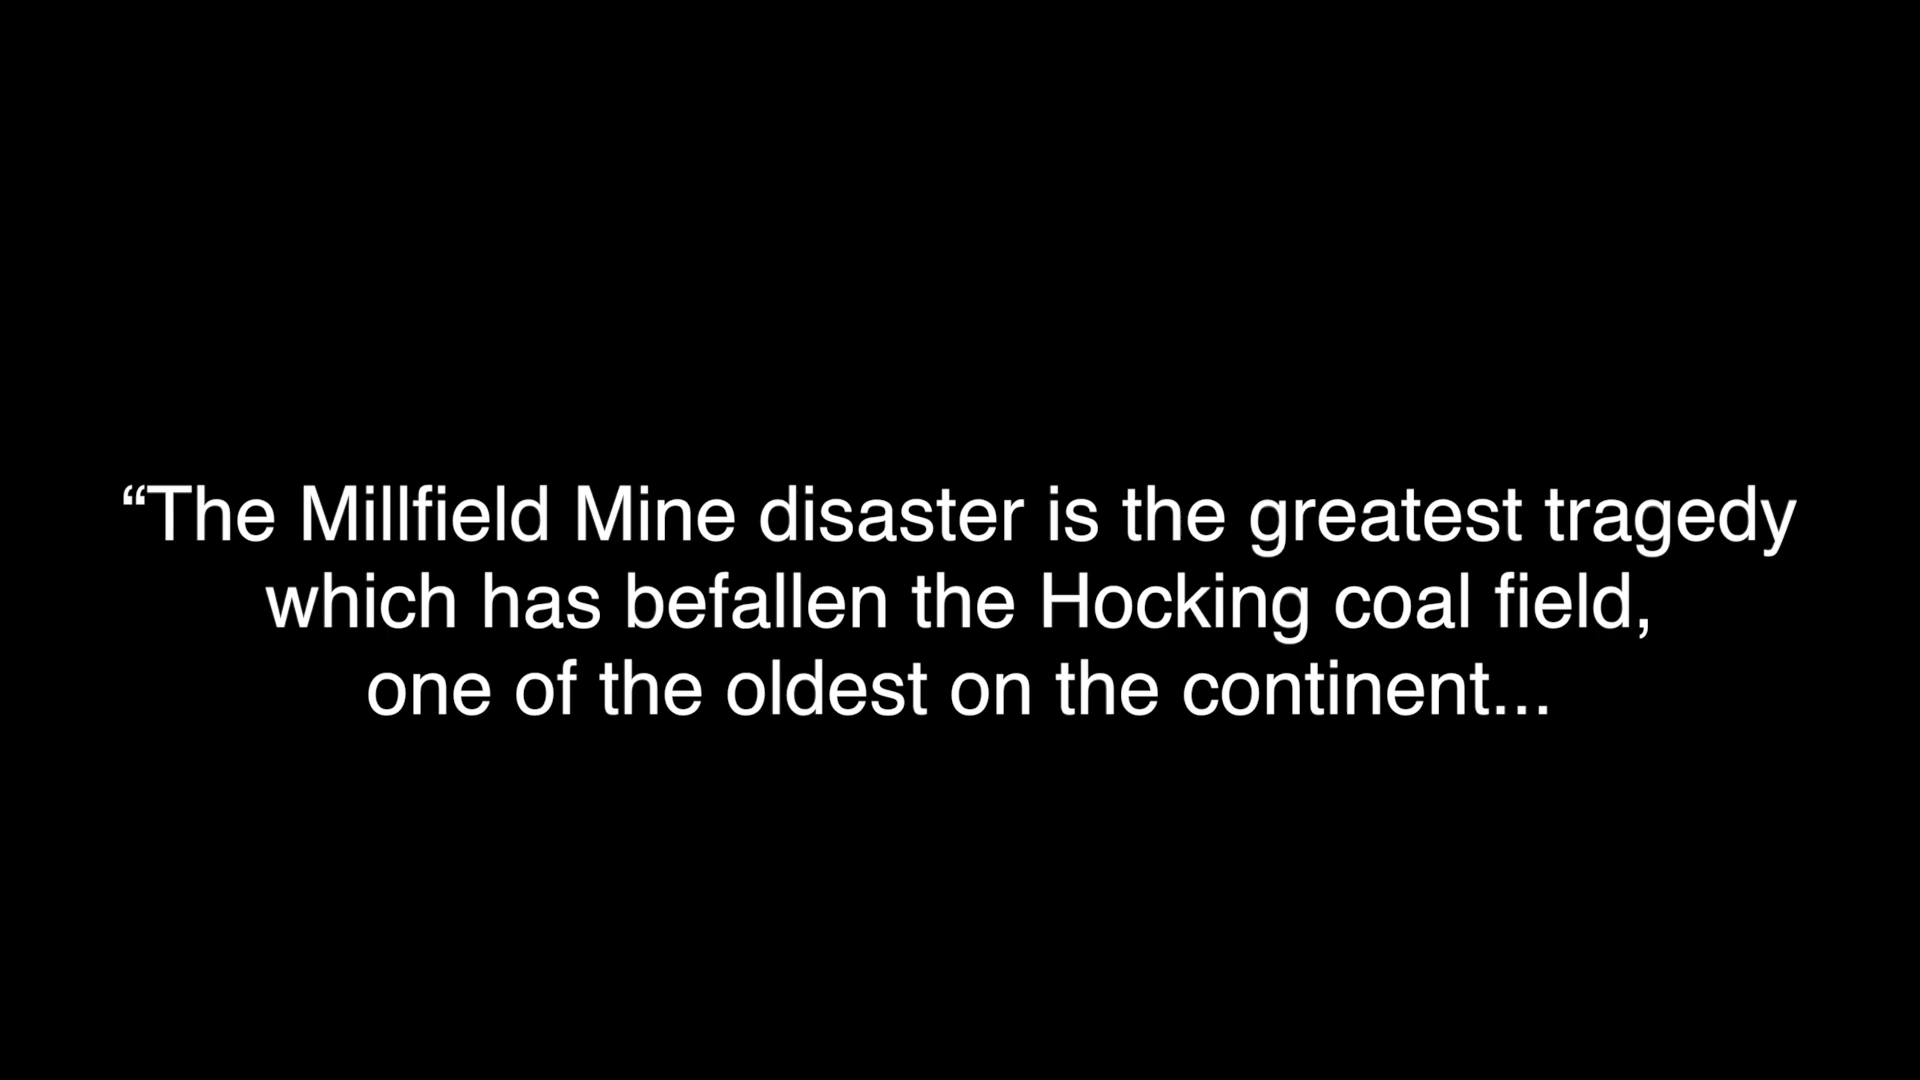 “The Millfield Mine disaster is the greatest tragedy
which has befallen the Hocking coal field,
one of the oldest on the continent...